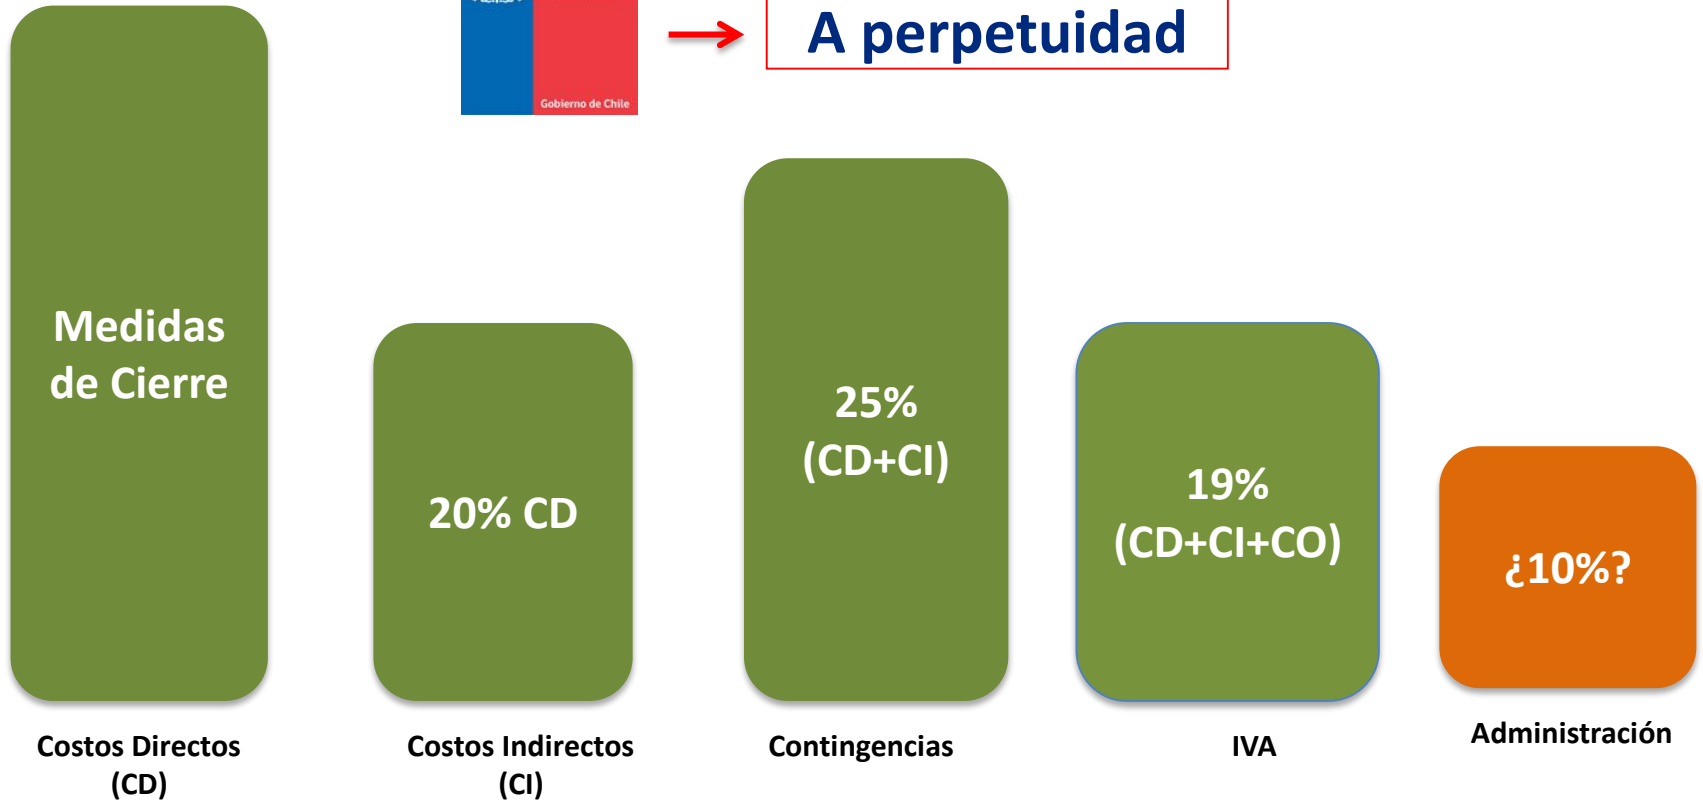 A perpetuidad
Gobierno de Chile
Medidas
de Cierre
20% CD
25%
(CD+CI)
19%
(CD+CI+CO)
¿10%?
Costos Directos
(CD)
Costos Indirectos
(CI)
Contingencias
IVA
Administración